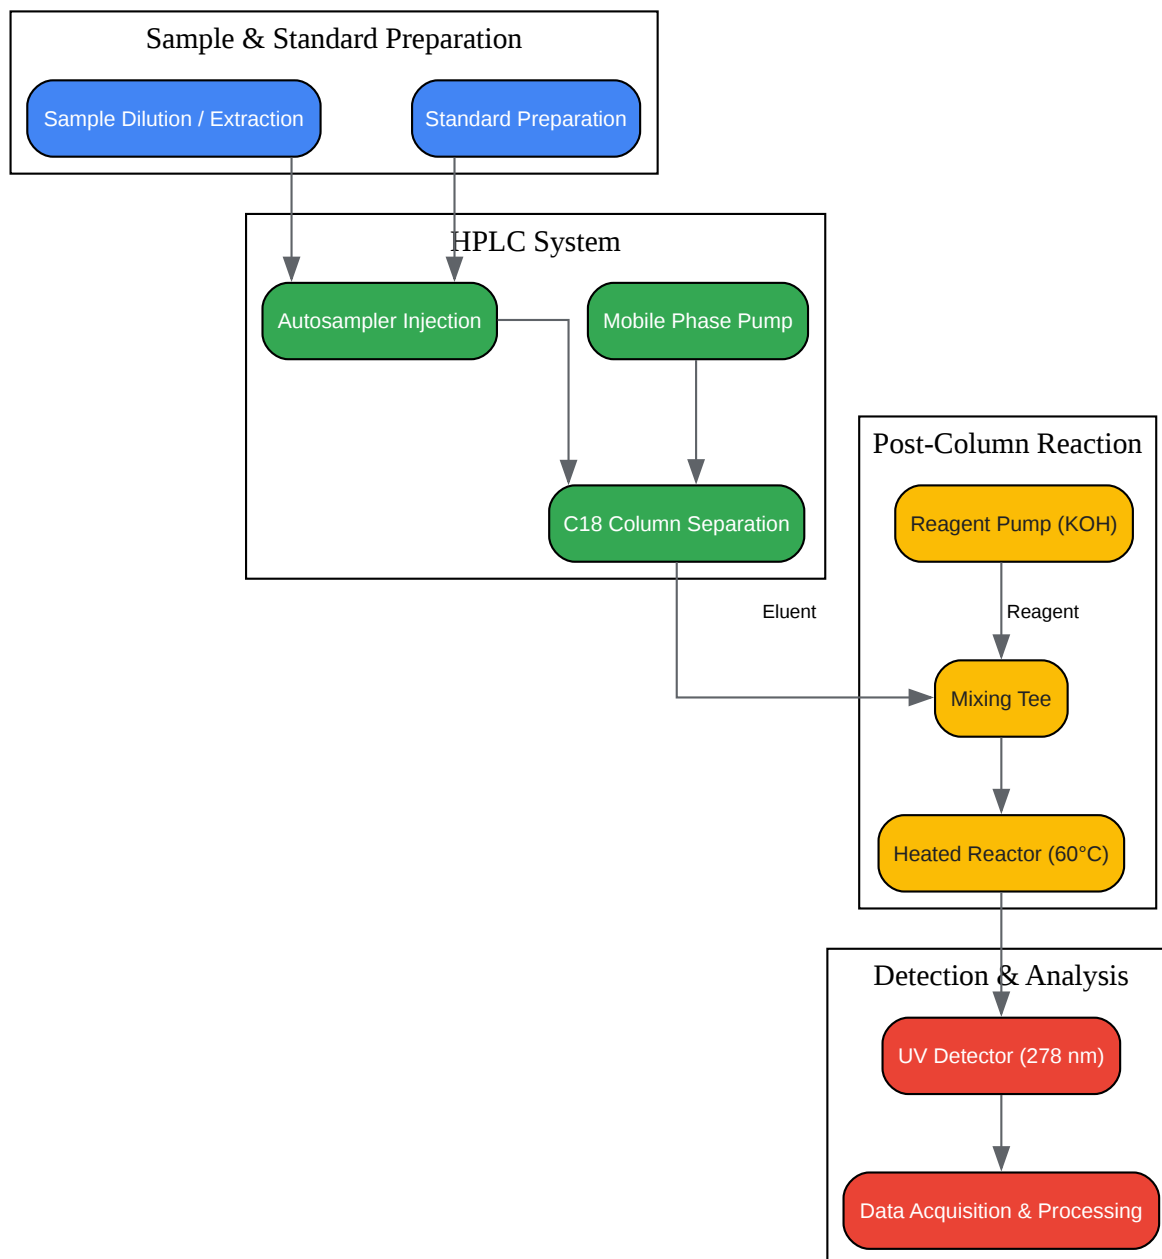 Sample & Standard Preparation
Sample Dilution / Extraction
Standard Preparation
HPLC System
Autosampler Injection
Mobile Phase Pump
C18 Column Separation
Post-Column Reaction
Reagent Pump (KOH)
Eluent
Reagent
Mixing Tee
Heated Reactor (60°C)
Detection & Analysis
UV Detector (278 nm)
Data Acquisition & Processing